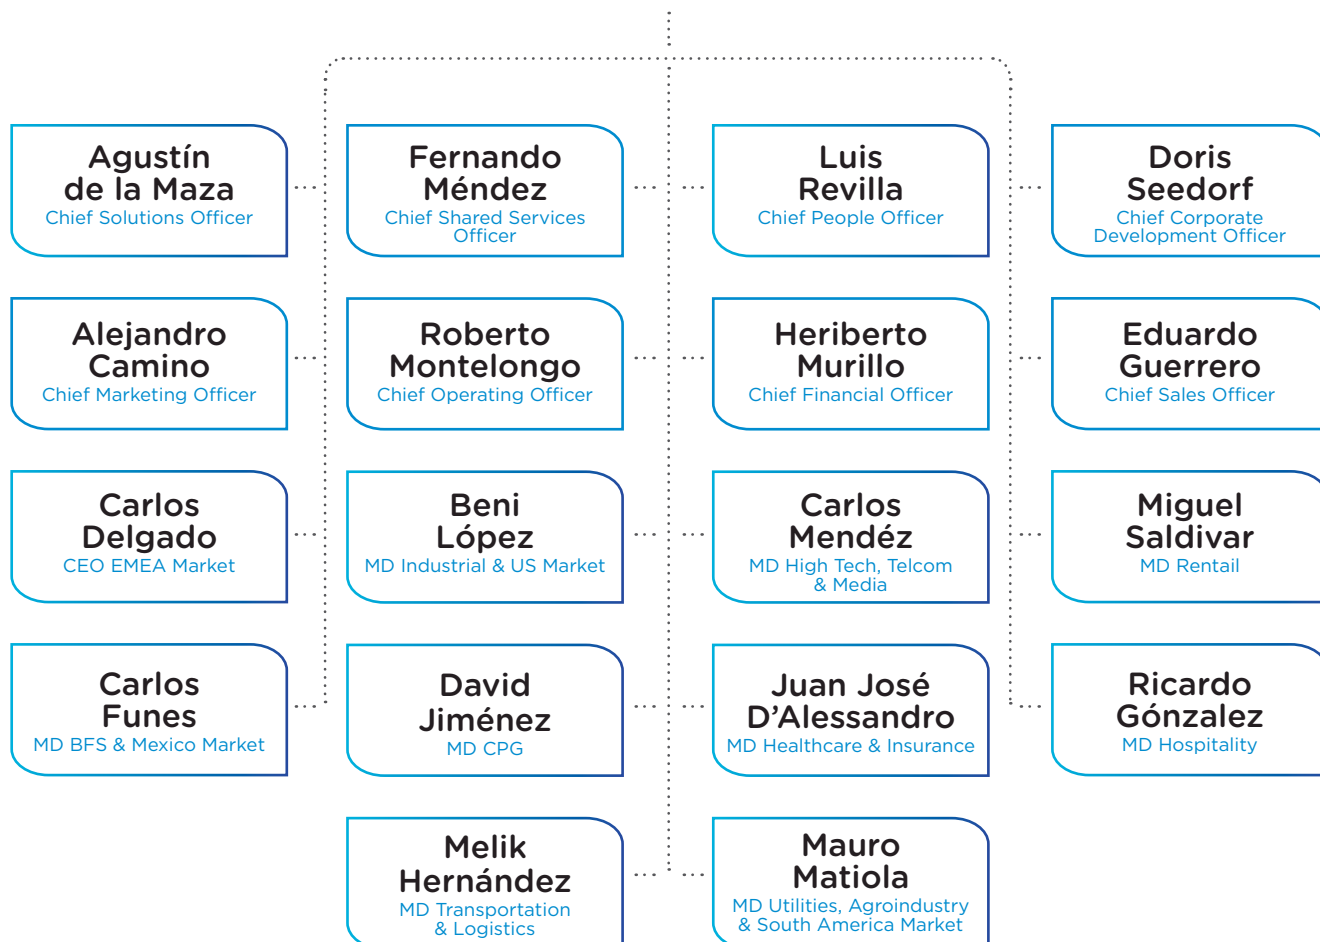 Agustín
de la Maza
Chief Solutions Officer
Fernando
Méndez
Chief Shared Services
Officer
Luis
Revilla
Chief People Officer
Doris
Seedorf
Chief Corporate
Development Officer
Alejandro
Camino
Chief Marketing Officer
Roberto
Montelongo
Chief Operating Officer
Heriberto
Murillo
Chief Financial Officer
Eduardo
Guerrero
Chief Sales Officer
Carlos
Delgado
CEO EMEA Market
Beni
López
MD Industrial & US Market
Carlos
Mendéz
MD High Tech, Telcom
& Media
Miguel
Saldivar
MD Rentail
Carlos
Funes
MD BFS & Mexico Market
David
Jiménez
MD CPG
Juan José
D’Alessandro
MD Healthcare & Insurance
Ricardo
Gónzalez
MD Hospitality
Melik
Hernández
MD Transportation
& Logistics
Mauro
Matiola
MD Utilities, Agroindustry
& South America Market